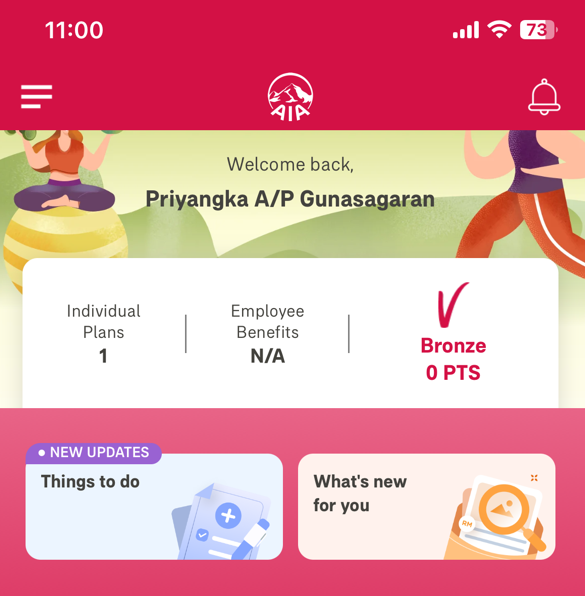 11:00
73
AIA
Welcome back,
Priyangka A/P Gunasagaran
Individual
Plans
1
Employee
Benefits
N/A
Bronze
0 PTS
NEW UPDATES
Things to do
What's new
for you
RM